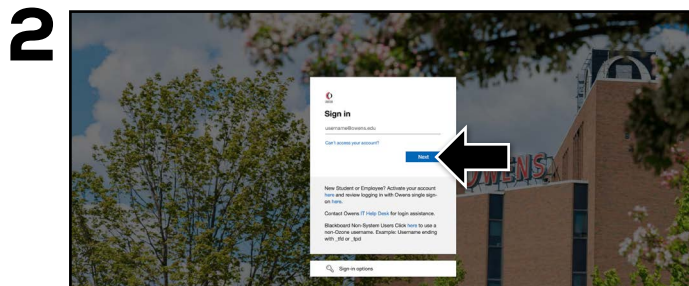 2
Sign in
username@owens.edu
Can't access your account?
Next
OWENS
New Student or Employee? Activate your account
here and review logging in with Owens single sign-
on here.
Contact Owens IT Help Desk for login assistance.
Blackboard Non-System Users Click here to use a
non-Ozone username. Example: Username ending
with _tfd or _tpd
Sign-in options